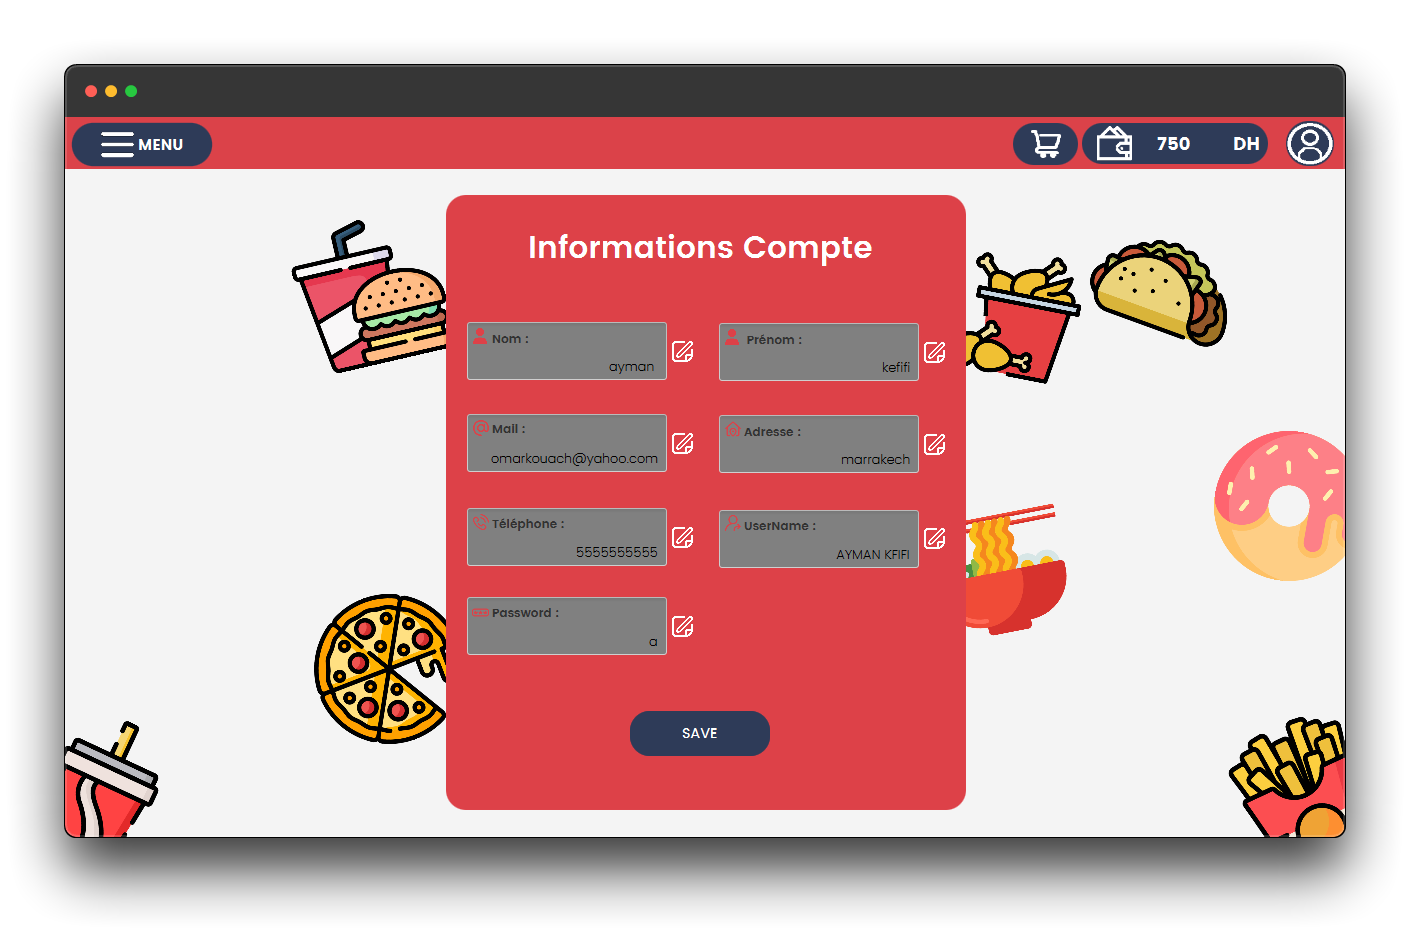 MENU
750 DH
Informations Compte
Nom :
ayman
Prénom :
kefifi
Mail :
omarkouach@yahoo.com
Adresse :
marrakech
Téléphone :
5555555555
UserName :
AYMAN KFIFI
Password :
a
SAVE